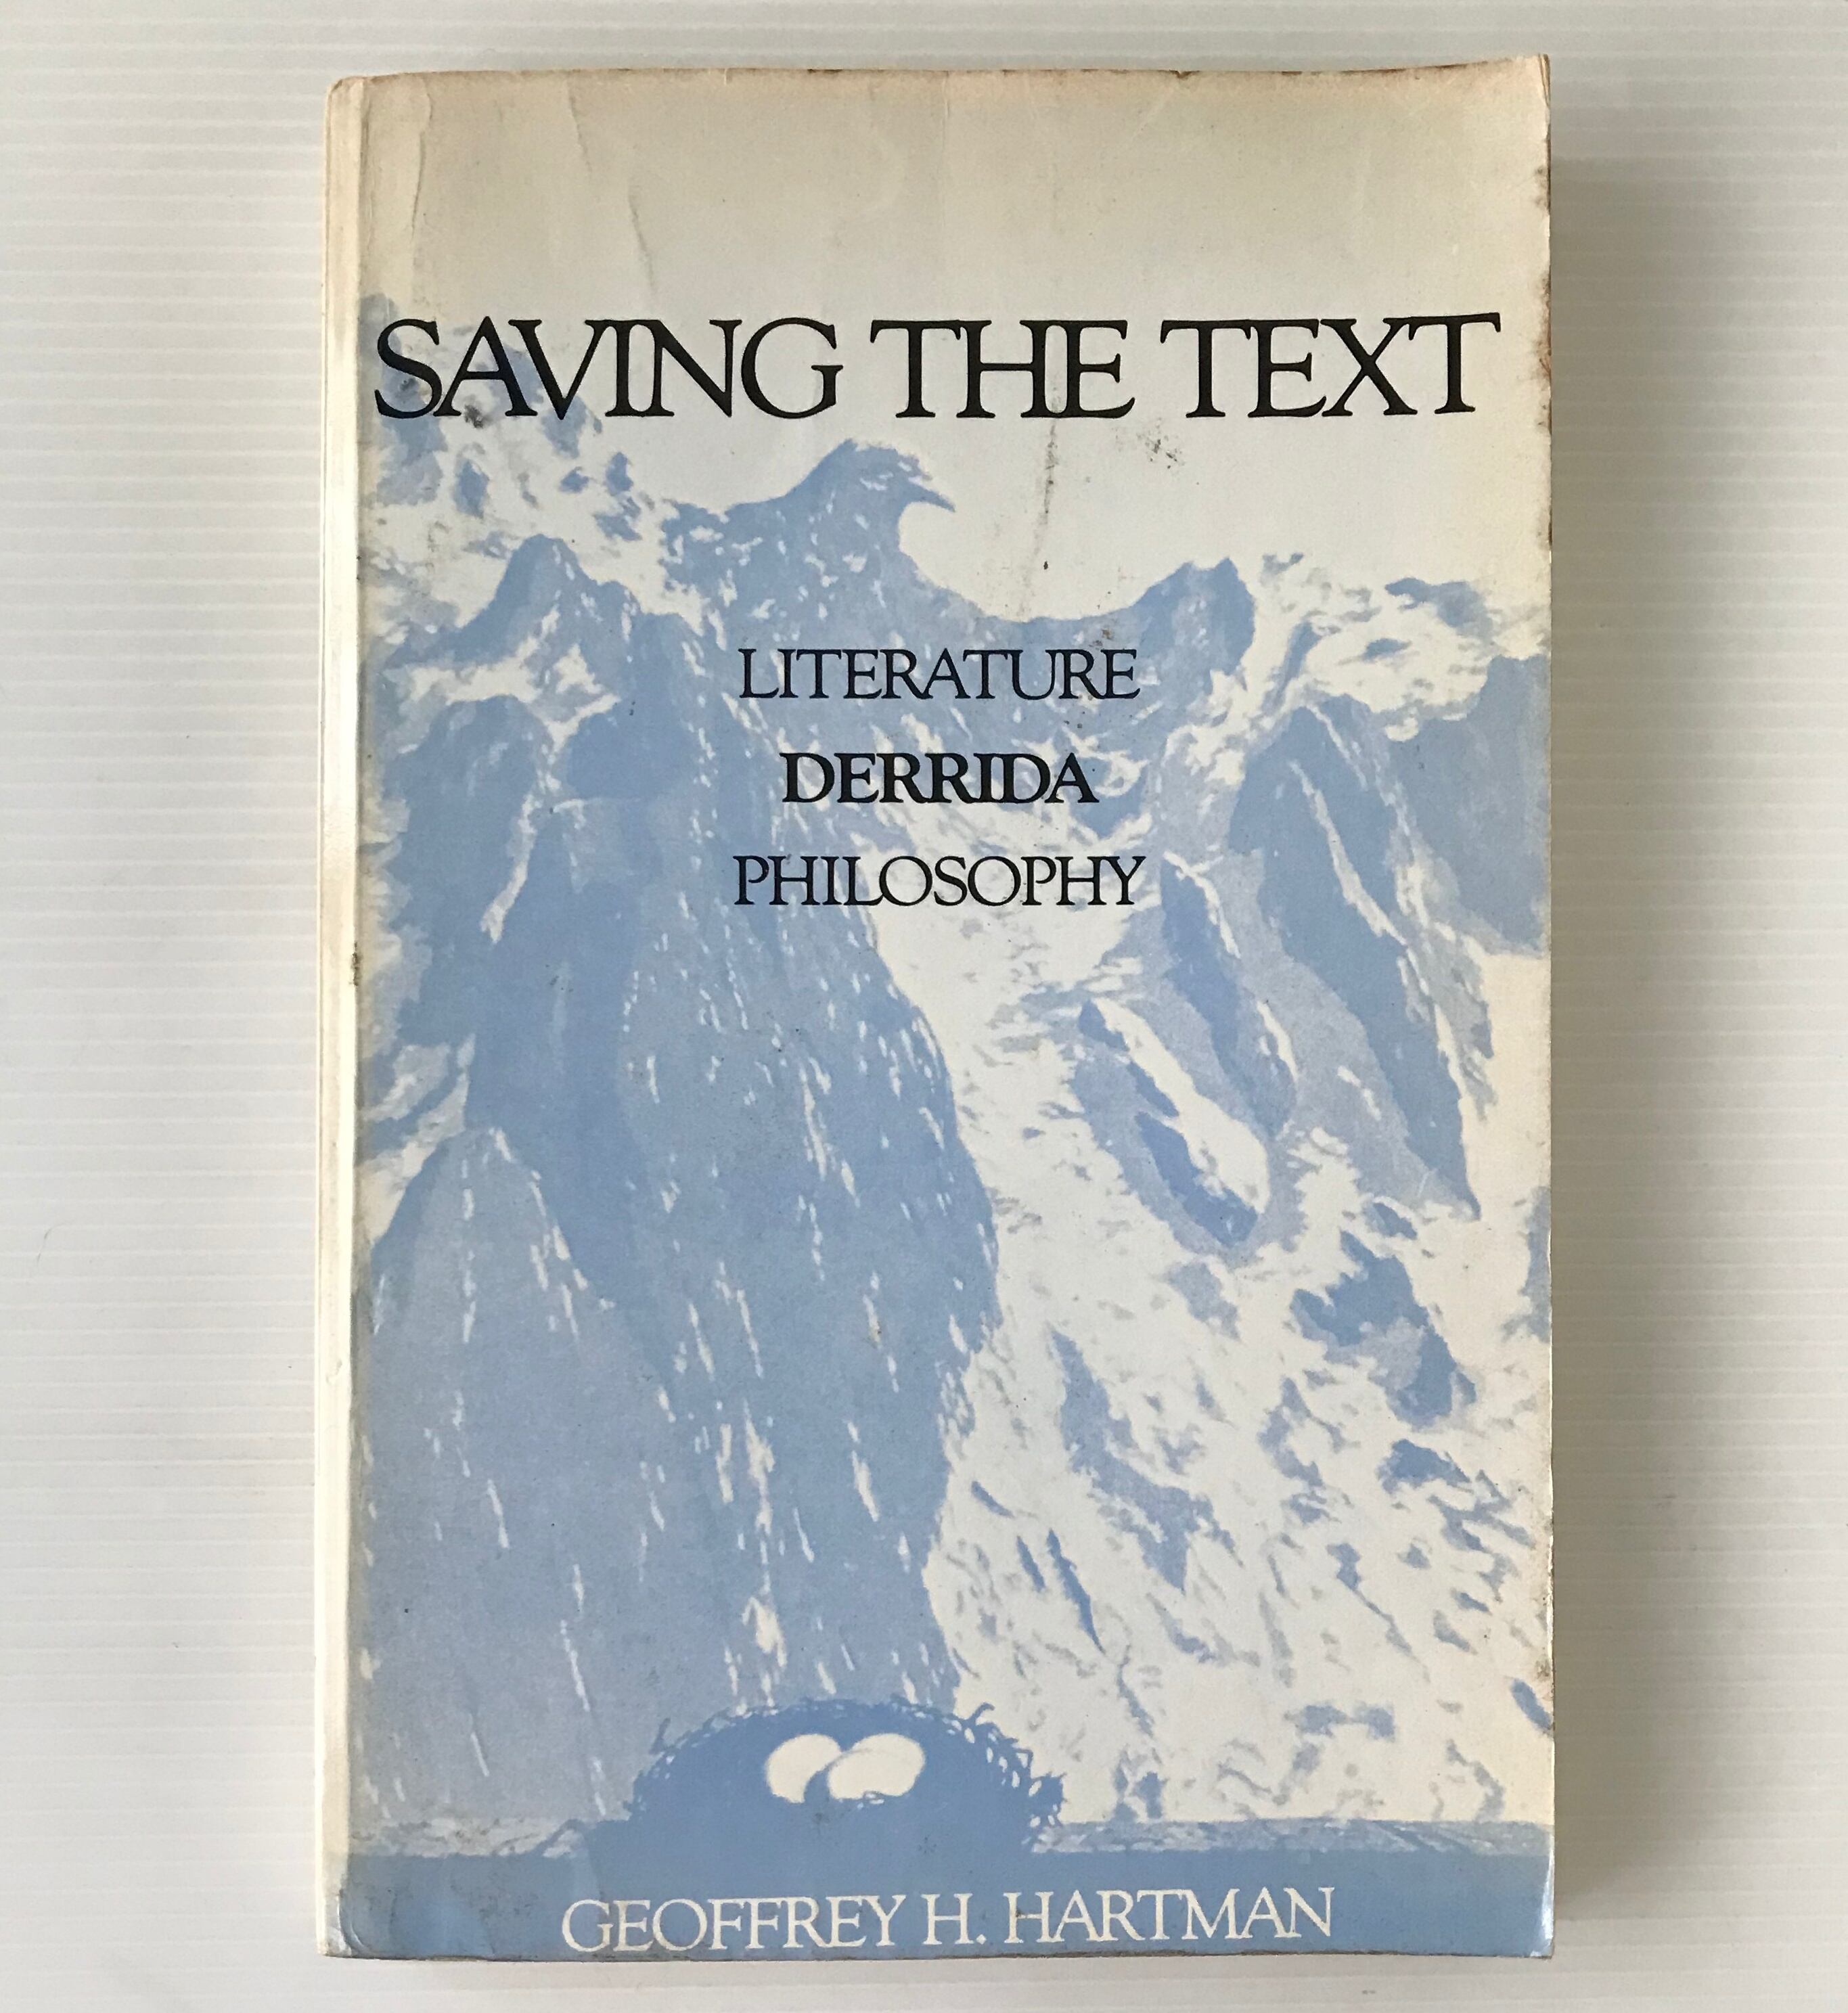 SAVING THE TEXT
LITERATURE
DERRIDA
PHILOSOPHY
GEOFFREY H. HARTMAN